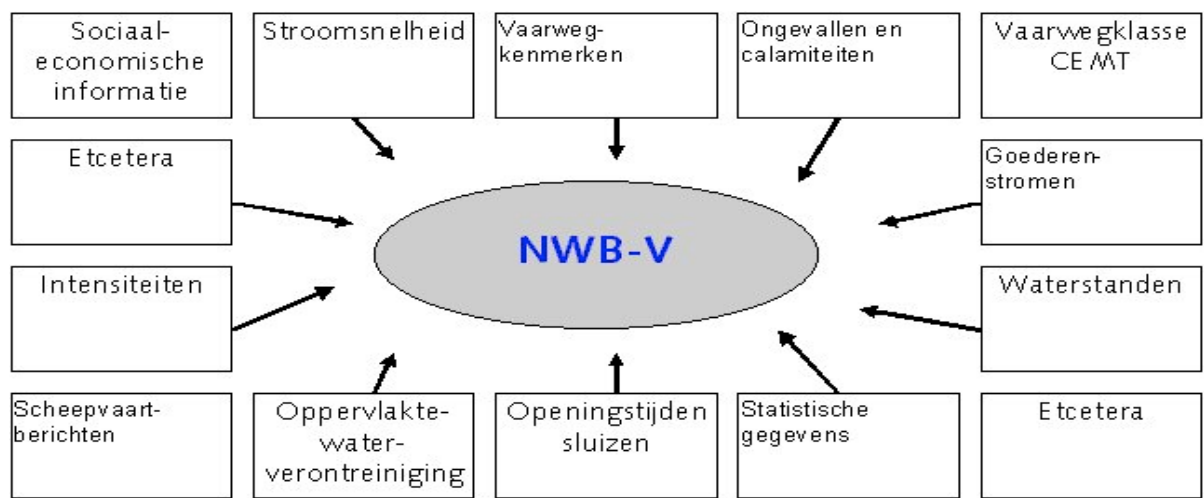 Sociaal-
economische
informatie
Stroomsnelheid
Vaarweg-
kenmerken
Ongevallen en
calamiteiten
Vaarwegklasse
CEMT
Etcetera
Goederen-
stromen
NWB-V
Intensiteiten
Waterstanden
Scheepvaart-
berichten
Oppervlakte-
water-
verontreiniging
Openingstijden
sluizen
Statistische
gegevens
Etcetera